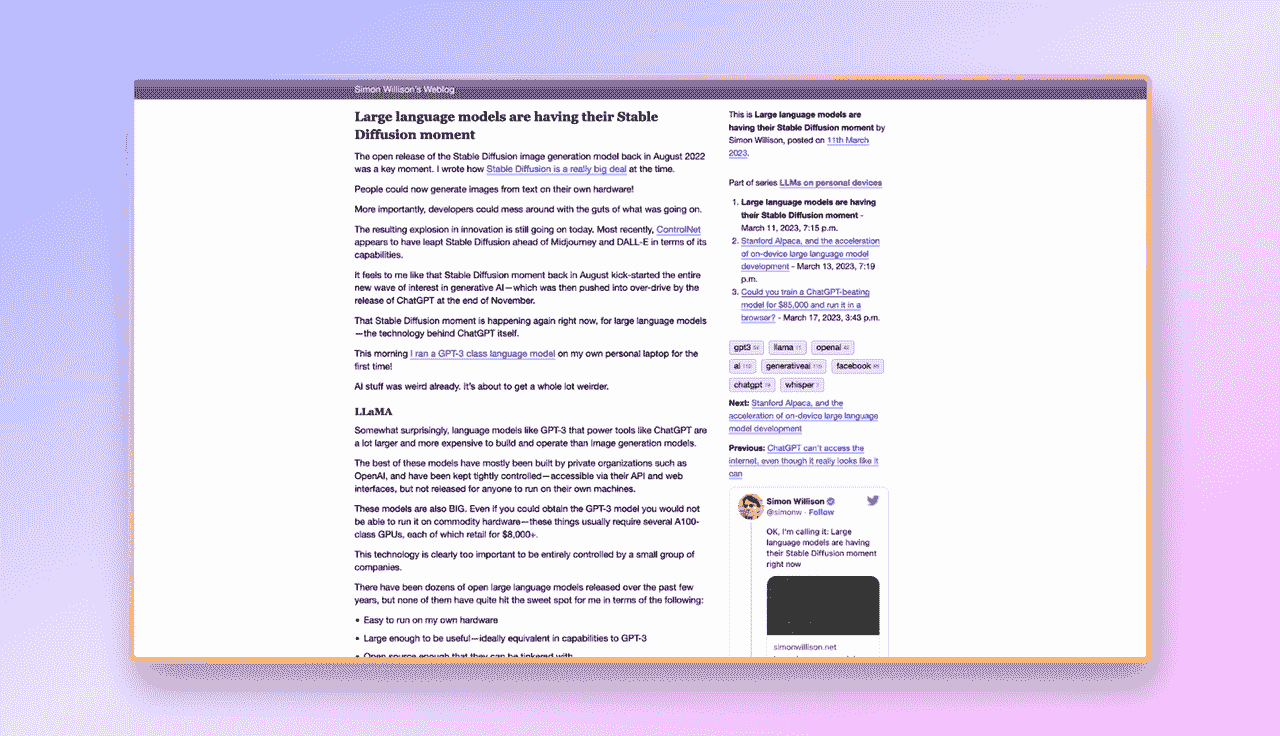 Simon Willison's Weblog
Large language models are having their Stable
Diffusion moment
The open release of the Stable Diffusion image generation model back in August 2022
was a key moment. I wrote how Stable Diffusion is a really big deal at the time.
People could now generate images from text on their own hardware!
More importantly, developers could mess around with the guts of what was going on.
The resulting explosion in innovation is still going on today. Most recently, ControlNet
appears to have leapt Stable Diffusion ahead of Midjourney and DALL-E in terms of its
capabilities.
It feels to me like that Stable Diffusion moment back in August kick-started the entire
new wave of interest in generative AI—which was then pushed into over-drive by the
release of ChatGPT at the end of November.
That Stable Diffusion moment is happening again right now, for large language models
—the technology behind ChatGPT itself.
This morning I ran a GPT-3 class language model on my own personal laptop for the
first time!
AI stuff was weird already. It's about to get a whole lot weirder.
LLaMA
Somewhat surprisingly, language models like GPT-3 that power tools like ChatGPT are
a lot larger and more expensive to build and operate than image generation models.
The best of these models have mostly been built by private organizations such as
OpenAI, and have been kept tightly controlled—accessible via their API and web
interfaces, but not released for anyone to run on their own machines.
These models are also BIG. Even if you could obtain the GPT-3 model you would not
be able to run it on commodity hardware—these things usually require several A100-
class GPUs, each of which retail for $8,000+.
This technology is clearly too important to be entirely controlled by a small group of
companies.
There have been dozens of open large language models released over the past few
years, but none of them have quite hit the sweet spot for me in terms of the following:
• Easy to run on my own hardware
• Large enough to be useful—ideally equivalent in capabilities to GPT-3
• Open source enough that they can be tinkered with
This is Large language models are
having their Stable Diffusion moment by
Simon Willison, posted on 11th March
2023.
Part of series LLMs on personal devices
1. Large language models are having
their Stable Diffusion moment -
March 11, 2023, 7:15 p.m.
2. Stanford Alpaca, and the acceleration
of on-device large language model
development - March 13, 2023, 7:19
p.m.
3. Could you train a ChatGPT-beating
model for $85,000 and run it in a
browser? - March 17, 2023, 3:43 p.m.
gpt3 llama openai
ai generativeai facebook
chatgpt whisper
Next: Stanford Alpaca, and the
acceleration of on-device large language
model development
Previous: ChatGPT can't access the
internet, even though it really looks like it
can
Simon Willison
@simonw · Follow
OK, I'm calling it: Large
language models are having
their Stable Diffusion moment
right now
simonwillison.net